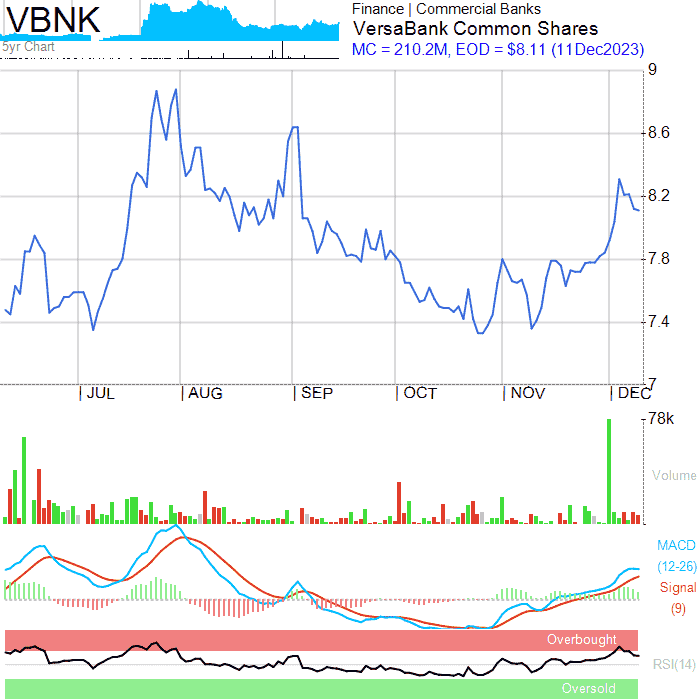 VBNK
5yr Chart
Finance | Commercial Banks
VersaBank Common Shares
MC = 210.2M, EOD = $8.11 (11Dec2023)
9
8.6
8.2
7.8
7.4
7
| JUL | AUG | SEP | OCT | NOV | DEC
78k
Volume
MACD
(12-26)
Signal
(9)
Overbought
RSI(14)
Oversold